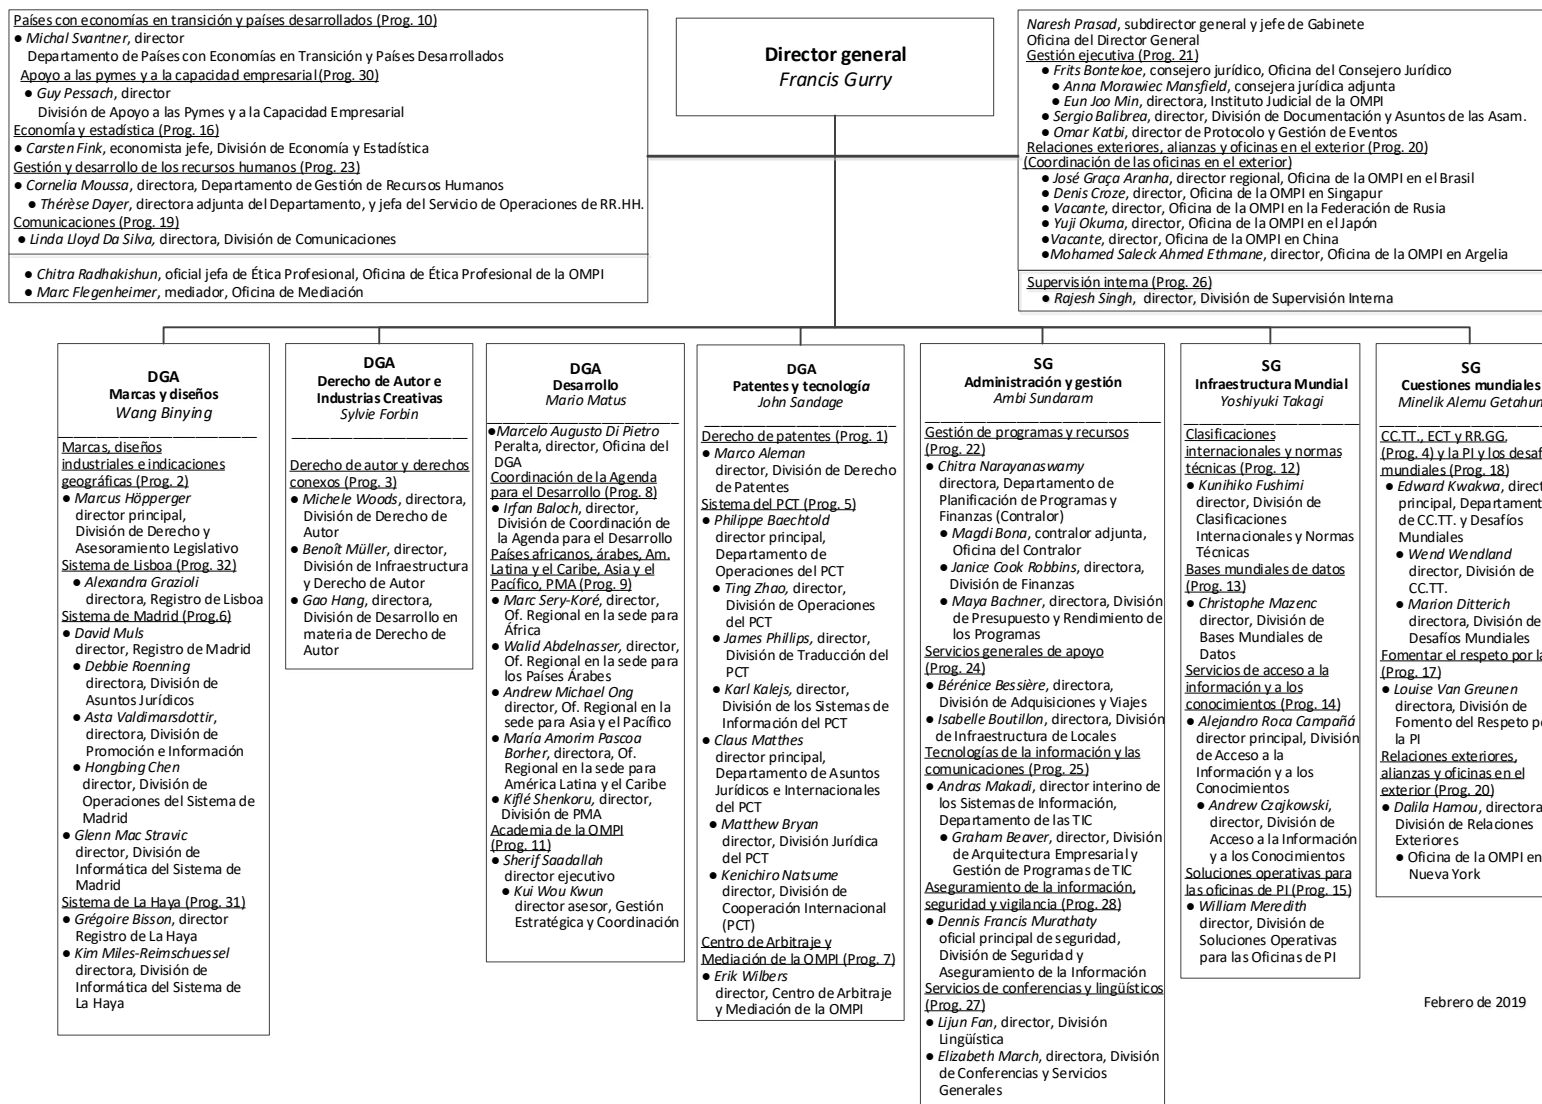 Países con economías en transición y países desarrollados (Prog. 10)
● Michal Svantner, director
Departamento de Países con Economías en Transición y Países Desarrollados
Apoyo a las pymes y a la capacidad empresarial (Prog. 30)
● Guy Pessach, director
División de Apoyo a las Pymes y a la Capacidad Empresarial
Economía y estadística (Prog. 16)
● Carsten Fink, economista jefe, División de Economía y Estadística
Gestión y desarrollo de los recursos humanos (Prog. 23)
● Cornelia Moussa, directora, Departamento de Gestión de Recursos Humanos
● Thérèse Dayer, directora adjunta del Departamento, y jefa del Servicio de Operaciones de RR.HH.
Comunicaciones (Prog. 19)
● Linda Lloyd Da Silva, directora, División de Comunicaciones
● Chitra Radhakishun, oficial jefa de Ética Profesional, Oficina de Ética Profesional de la OMPI
● Marc Flegenheimer, mediador, Oficina de Mediación
Director general
Francis Gurry
Naresh Prasad, subdirector general y jefe de Gabinete
Oficina del Director General
Gestión ejecutiva (Prog. 21)
● Frits Bontekoe, consejero jurídico, Oficina del Consejero Jurídico
● Anna Morawiec Mansfield, consejera jurídica adjunta
● Eun Joo Min, directora, Instituto Judicial de la OMPI
● Sergio Balibrea, director, División de Documentación y Asuntos de las Asam.
● Omar Katbi, director de Protocolo y Gestión de Eventos
Relaciones exteriores, alianzas y oficinas en el exterior (Prog. 20)
(Coordinación de las oficinas en el exterior)
● José Graça Aranha, director regional, Oficina de la OMPI en el Brasil
● Denis Croze, director, Oficina de la OMPI en Singapur
● Vacante, director, Oficina de la OMPI en la Federación de Rusia
● Yuji Okuma, director, Oficina de la OMPI en el Japón
●Vacante, director, Oficina de la OMPI en China
●Mohamed Saleck Ahmed Ethmane, director, Oficina de la OMPI en Argelia
Supervisión interna (Prog. 26)
● Rajesh Singh, director, División de Supervisión Interna
DGA
Marcas y diseños
Wang Binying
Marcas, diseños
industriales e indicaciones
geográficas (Prog. 2)
● Marcus Höpperger
director principal,
División de Derecho y
Asesoramiento Legislativo
Sistema de Lisboa (Prog. 32)
● Alexandra Grazioli
directora, Registro de Lisboa
Sistema de Madrid (Prog.6)
● David Muls
director, Registro de Madrid
● Debbie Roenning
directora, División de
Asuntos Jurídicos
● Asta Valdimarsdottir,
directora, División de
Promoción e Información
● Hongbing Chen
director, División de
Operaciones del Sistema de
Madrid
● Glenn Mac Stravic
director, División de
Informática del Sistema de
Madrid
Sistema de La Haya (Prog. 31)
● Grégoire Bisson, director
Registro de La Haya
● Kim Miles-Reimschuessel
directora, División de
Informática del Sistema de
La Haya
DGA
Derecho de Autor e
Industrias Creativas
Sylvie Forbin
Derecho de autor y derechos
conexos (Prog. 3)
● Michele Woods, directora,
División de Derecho de
Autor
● Benoît Müller, director,
División de Infraestructura
y Derecho de Autor
● Gao Hang, directora,
División de Desarrollo en
materia de Derecho de
Autor
DGA
Desarrollo
Mario Matus
●Marcelo Augusto Di Pietro
Peralta, director, Oficina del
DGA
Coordinación de la Agenda
para el Desarrollo (Prog. 8)
● Irfan Baloch, director,
División de Coordinación de
la Agenda para el Desarrollo
Países africanos, árabes, Am.
Latina y el Caribe, Asia y el
Pacífico, PMA (Prog. 9)
● Marc Sery-Koré, director,
Of. Regional en la sede para
África
● Walid Abdelnasser, director,
Of. Regional en la sede para
los Países Árabes
● Andrew Michael Ong
director, Of. Regional en la
sede para Asia y el Pacífico
● María Amorim Pascoa
Borher, directora, Of.
Regional en la sede para
América Latina y el Caribe
● Kiflé Shenkoru, director,
División de PMA
Academia de la OMPI
(Prog. 11)
● Sherif Saadallah
director ejecutivo
● Kui Wou Kwun
director asesor, Gestión
Estratégica y Coordinación
DGA
Patentes y tecnología
John Sandage
Derecho de patentes (Prog. 1)
● Marco Aleman
director, División de Derecho
de Patentes
Sistema del PCT (Prog. 5)
● Philippe Baechtold
director principal,
Departamento de
Operaciones del PCT
● Ting Zhao, director,
División de Operaciones
del PCT
● James Phillips, director,
División de Traducción del
PCT
● Karl Kalejs, director,
División de los Sistemas de
Información del PCT
● Claus Matthes
director principal,
Departamento de Asuntos
Jurídicos e Internacionales
del PCT
● Matthew Bryan
director, División Jurídica
del PCT
● Kenichiro Natsume
director, División de
Cooperación Internacional
(PCT)
Centro de Arbitraje y
Mediación de la OMPI (Prog. 7)
● Erik Wilbers
director, Centro de Arbitraje
y Mediación de la OMPI
SG
Administración y gestión
Ambi Sundaram
Gestión de programas y recursos
(Prog. 22)
● Chitra Narayanaswamy
directora, Departamento de
Planificación de Programas y
Finanzas (Contralor)
● Magdi Bona, contralor adjunta,
Oficina del Contralor
● Janice Cook Robbins, directora,
División de Finanzas
● Maya Bachner, directora, División
de Presupuesto y Rendimiento de
los Programas
Servicios generales de apoyo
(Prog. 24)
● Bérénice Bessière, directora,
División de Adquisiciones y Viajes
● Isabelle Boutillon, directora, División
de Infraestructura de Locales
Tecnologías de la información y las
comunicaciones (Prog. 25)
● Andras Makadi, director interino de
los Sistemas de Información,
Departamento de las TIC
● Graham Beaver, director, División
de Arquitectura Empresarial y
Gestión de Programas de TIC
Aseguramiento de la información,
seguridad y vigilancia (Prog. 28)
● Dennis Francis Murathaty
oficial principal de seguridad,
División de Seguridad y
Aseguramiento de la Información
Servicios de conferencias y lingüísticos
(Prog. 27)
● Lijun Fan, director, División
Lingüística
● Elizabeth March, directora, División
de Conferencias y Servicios
Generales
SG
Infraestructura Mundial
Yoshiyuki Takagi
Clasificaciones
internacionales y normas
técnicas (Prog. 12)
● Kunihiko Fushimi
director, División de
Clasificaciones
Internacionales y Normas
Técnicas
Bases mundiales de datos
(Prog. 13)
● Christophe Mazenc
director, División de
Bases Mundiales de
Datos
Servicios de acceso a la
información y a los
conocimientos (Prog. 14)
● Alejandro Roca Campañá
director principal, División
de Acceso a la
Información y a los
Conocimientos
● Andrew Czajkowski,
director, División de
Acceso a la Información
y a los Conocimientos
Soluciones operativas para
las oficinas de PI (Prog. 15)
● William Meredith
director, División de
Soluciones Operativas
para las Oficinas de PI
SG
Cuestiones mundiales
Minelik Alemu Getahun
CC.TT., ECT y RR.GG.
(Prog. 4) y la PI y los
mundiales (Prog. 18)
● Edward Kwakwa,
principal,
de CC.TT. y Desafíos
Mundiales
● Wend Wendland
director, División de
CC.TT.
● Marion Ditterich
directora, División de
Desafíos Mundiales
Fomentar el respeto por
(Prog. 17)
● Louise Van Greunen
directora, División de
Fomento del Respeto
la PI
Relaciones exteriores,
alianzas y oficinas en el
exterior (Prog. 20)
● Dalila Hamou, directora
División de Relaciones
Exteriores
● Oficina de la OMPI en
Nueva York
Febrero de 2019